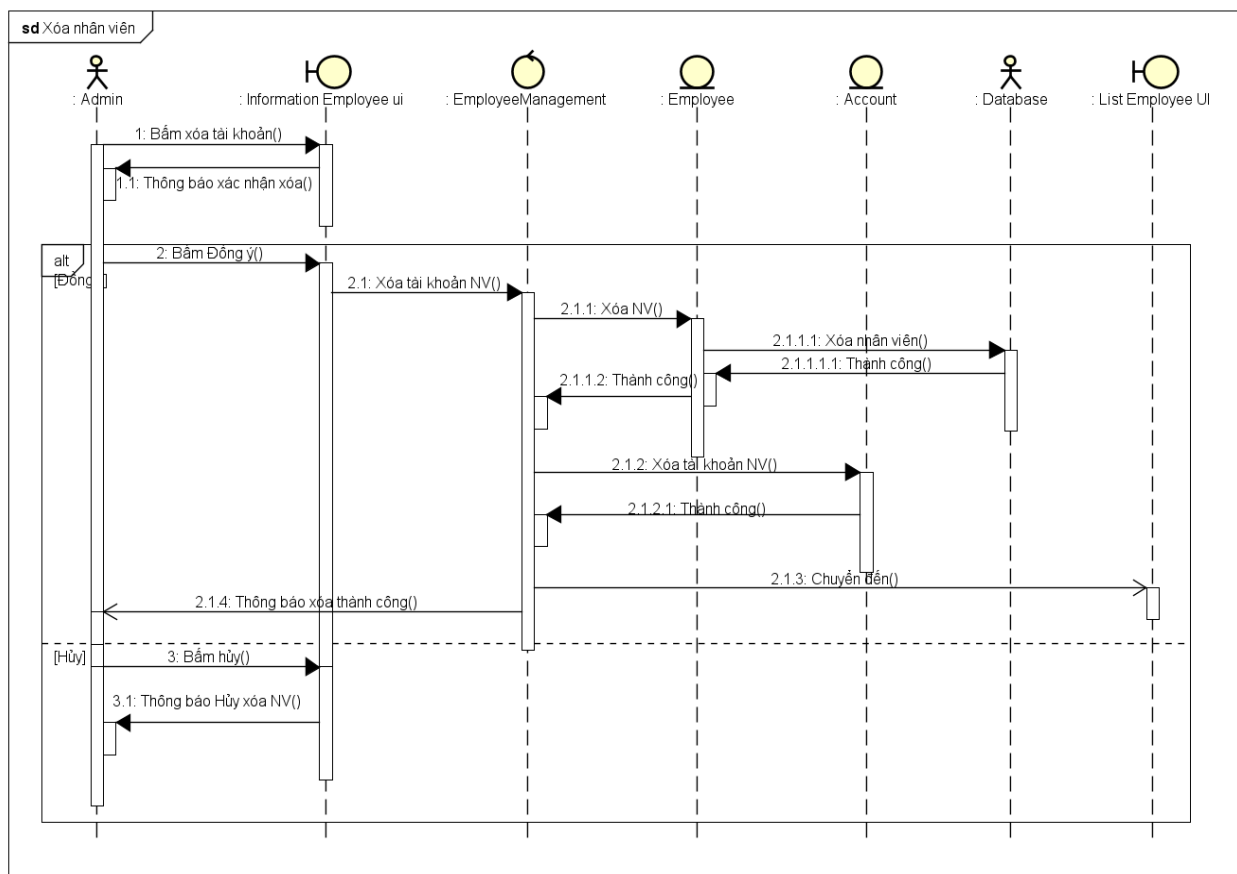 sd Xóa nhân viên
: Admin
: Information Employee ui
: EmployeeManagement
: Employee
: Account
: Database
: List Employee UI
1: Bấm xóa tài khoản()
1.1: Thông báo xác nhận xóa()
alt
2: Bấm Đồng ý()
[Đồng ]
2.1: Xóa tài khoản NV()
2.1.1: Xóa NV()
2.1.1.1: Xóa nhân viên()
2.1.1.1.1: Thành công()
2.1.1.2: Thành công()
2.1.2: Xóa tài khoản NV()
2.1.2.1: Thành công()
2.1.3: Chuyển đến()
2.1.4: Thông báo xóa thành công()
[Hủy]
3: Bấm hủy()
3.1: Thông báo Hủy xóa NV()